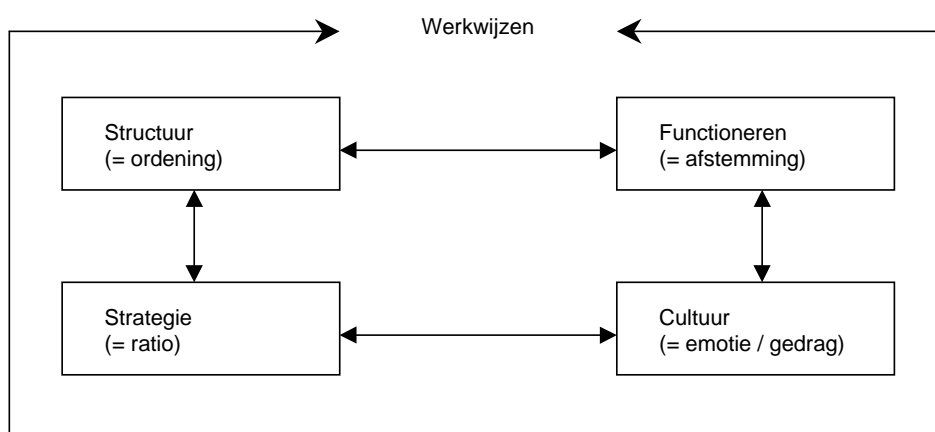 Werkwijzen
Structuur
(= ordening)
Functioneren
(= afstemming)
Strategie
(= ratio)
Cultuur
(= emotie / gedrag)